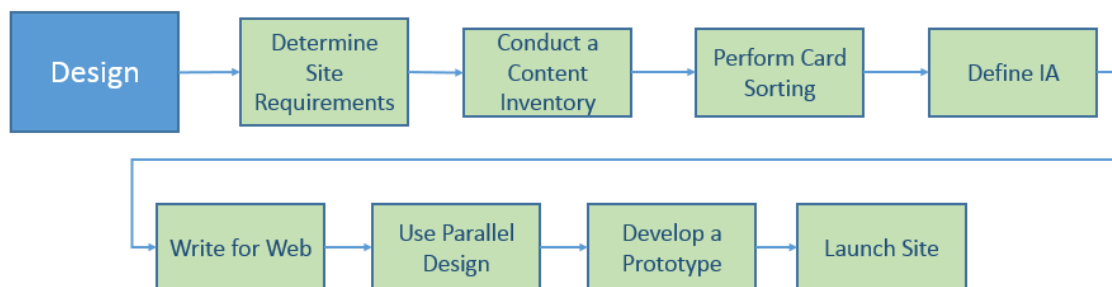 Design
Determine
Site
Requirements
Conduct a
Content
Inventory
Perform Card
Sorting
Define IA
Write for Web
Use Parallel
Design
Develop a
Prototype
Launch Site